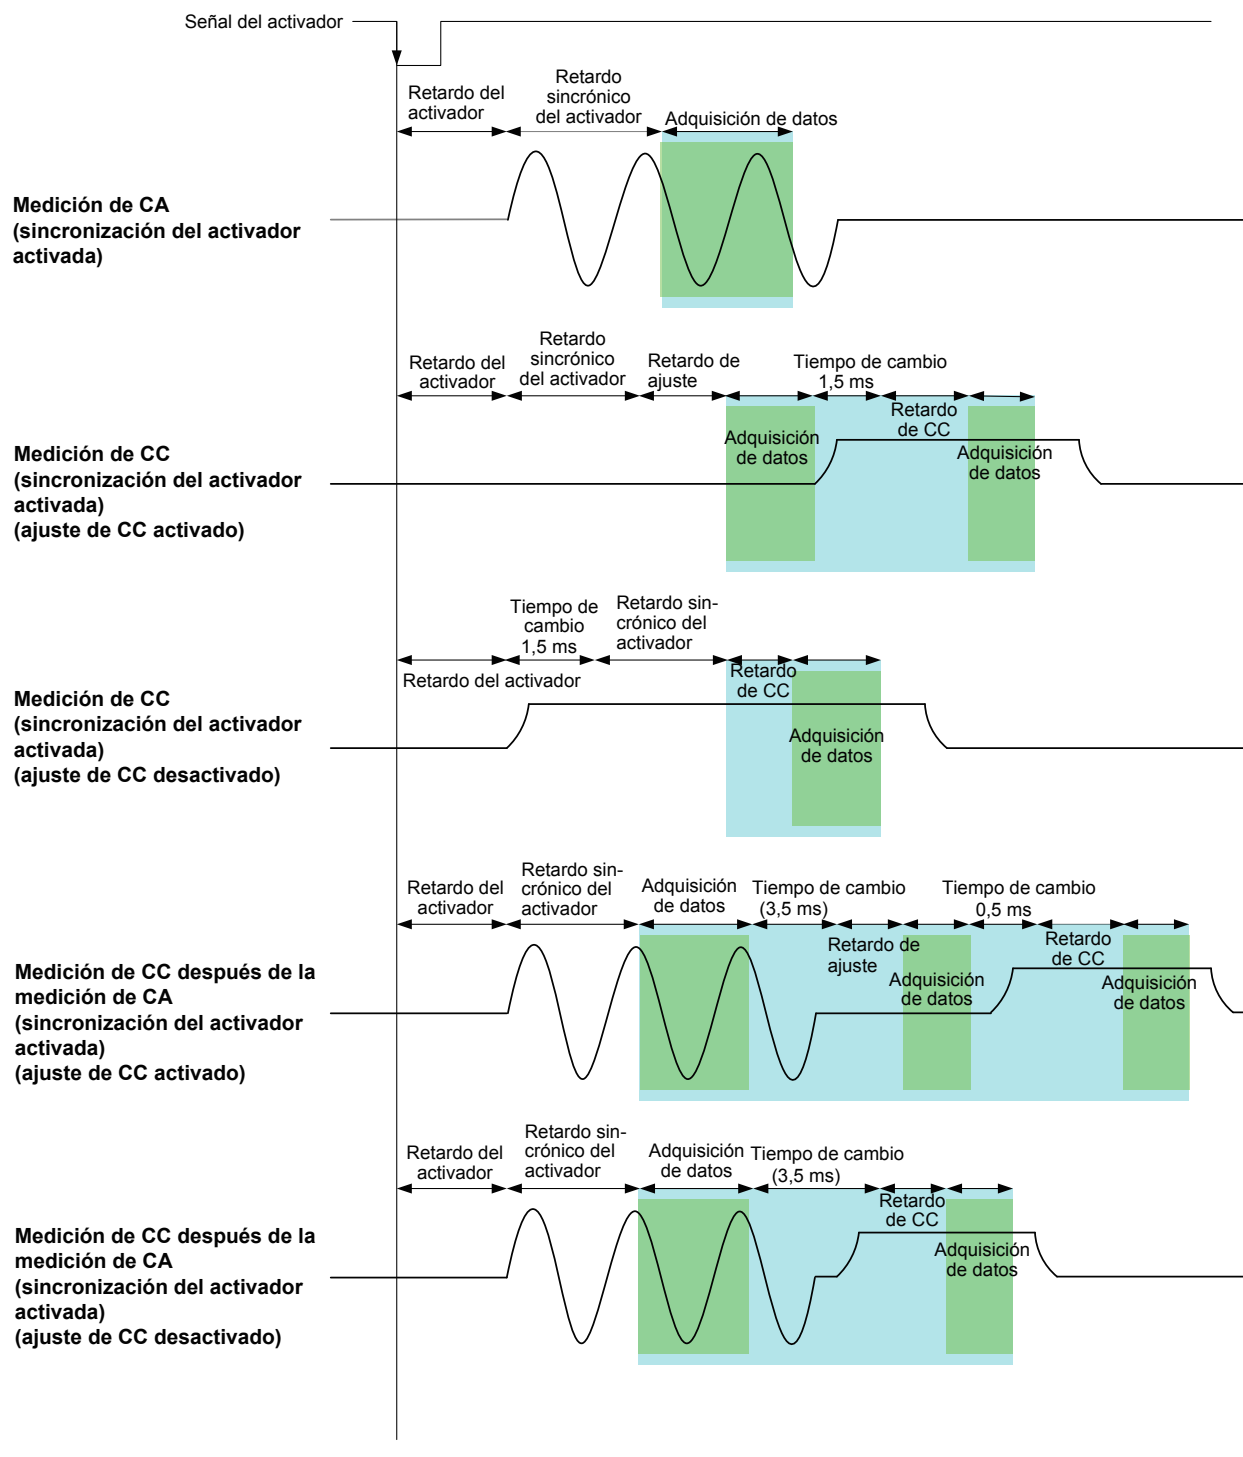 Señal del activador
Retardo del
activador
Retardo
sincrónico
del activador
Adquisición de datos
Medición de CA
(sincronización del activador
activada)
Retardo del
activador
Retardo
sincrónico
del activador
Retardo de
ajuste
Tiempo de cambio
1,5 ms
Retardo
de CC
Adquisición
de datos
Adquisición
de datos
Medición de CC
(sincronización del activador
activada)
(ajuste de CC activado)
Tiempo de
cambio
1,5 ms
Retardo sin-
crónico del
activador
Retardo del activador
Retardo
de CC
Adquisición
de datos
Medición de CC
(sincronización del activador
activada)
(ajuste de CC desactivado)
Retardo del
activador
Retardo sin-
crónico del
activador
Adquisición
de datos
Tiempo de cambio
(3,5 ms)
Tiempo de cambio
0,5 ms
Retardo de
ajuste
Retardo
de CC
Adquisición
de datos
Adquisición
de datos
Medición de CC después de la
medición de CA
(sincronización del activador
activada)
(ajuste de CC activado)
Retardo del
activador
Retardo sin-
crónico del
activador
Adquisición
de datos
Tiempo de cambio
(3,5 ms)
Retardo
de CC
Adquisición
de datos
Medición de CC después de la
medición de CA
(sincronización del activador
activada)
(ajuste de CC desactivado)